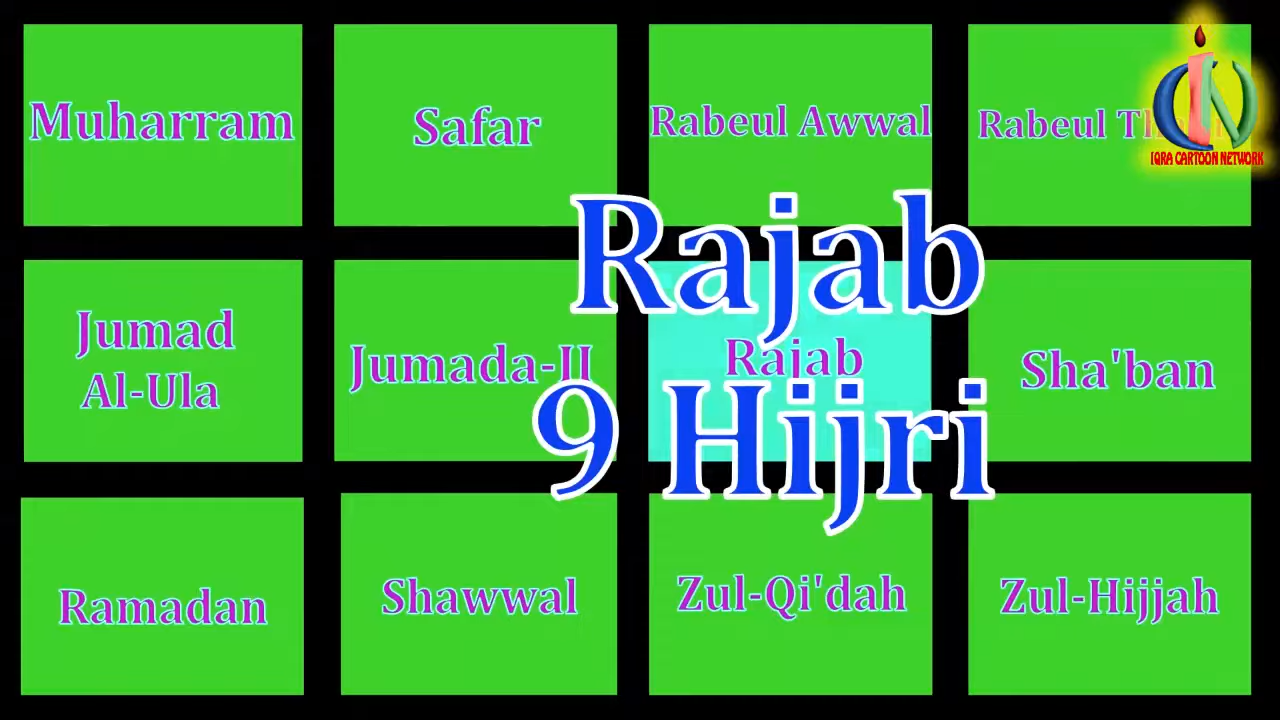 Muharram
Safar
Rabeul Awwal
Rabeul
IQRA CARTOON NETWORK
Rajab
9 Hijri
Jumad
Al-Ula
Jumada-II
Rajab
Sha'ban
Ramadan
Shawwal
Zul-Qi'dah
Zul-Hijjah